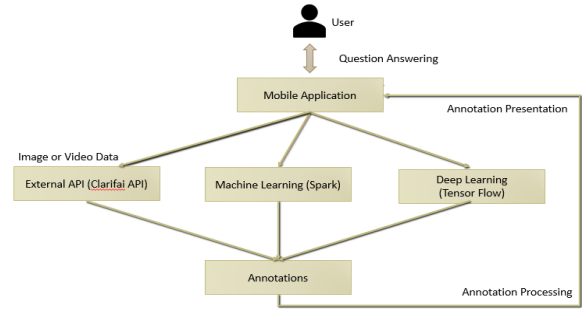 User
Question Answering
Mobile Application
Annotation Presentation
Image or Video Data
External API (Clarifai API)
Machine Learning (Spark)
Deep Learning
(Tensor Flow)
Annotations
Annotation Processing